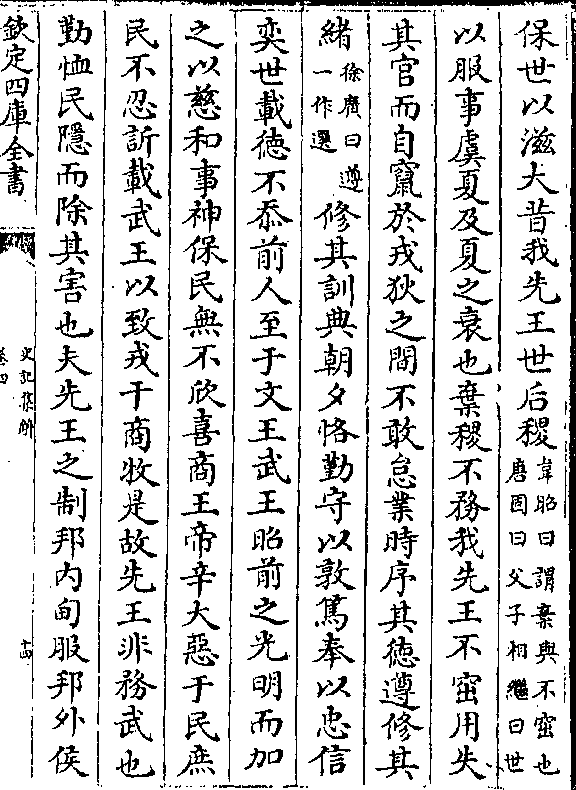 保世以滋大昔我先王世后稷韋昭曰謂棄與不窋也唐固曰父子相繼曰世
以服事虞夏及夏之衰也棄稷不務我先王不窋用失
其官而自竄於戎狄之間不敢怠業時序其徳遵修其
緒徐廣曰遵一作選修其訓典朝夕恪勤守以敦篤奉以忠信
奕世載徳不忝前人至于文王武王昭前之光明而加
之以慈和事神保民無不欣喜商王帝辛大惡于民庶
民不忍訢載武王以致戎于商牧是故先王非務武也
勤恤民隱而除其害也夫先王之制邦内甸服邦外侯
欽定四庫全書
史記集解
卷四
十四